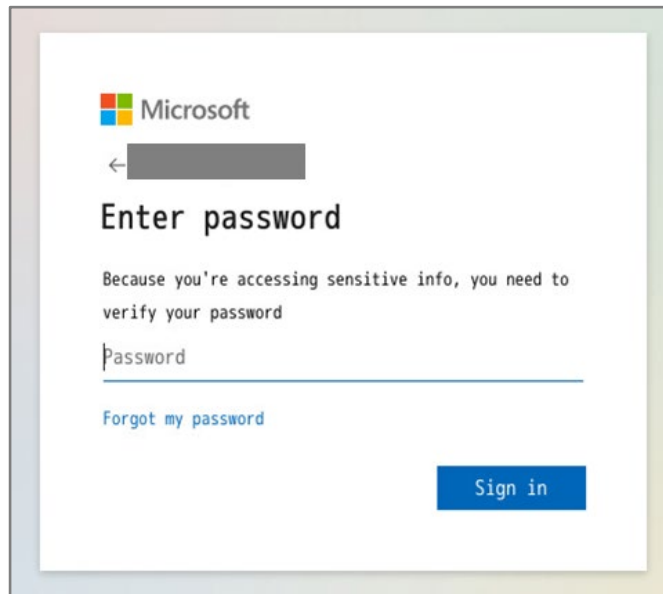 Microsoft
Enter password
Because you're accessing sensitive info, you need to
verify your password
Password
Forgot my password
Sign in